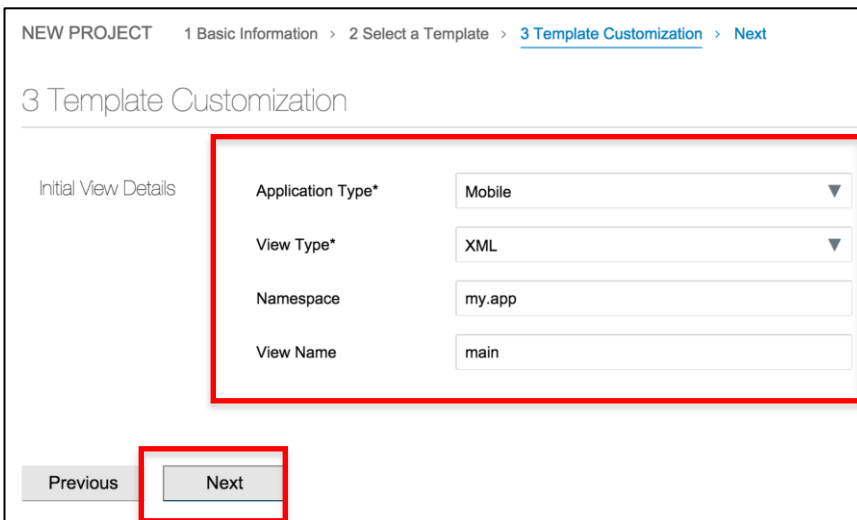 NEW PROJECT 1 Basic Information > 2 Select a Template > 3 Template Customization > Next
3 Template Customization
Initial View Details
Application Type* Mobile
View Type* XML
Namespace my.app
View Name main
Previous Next